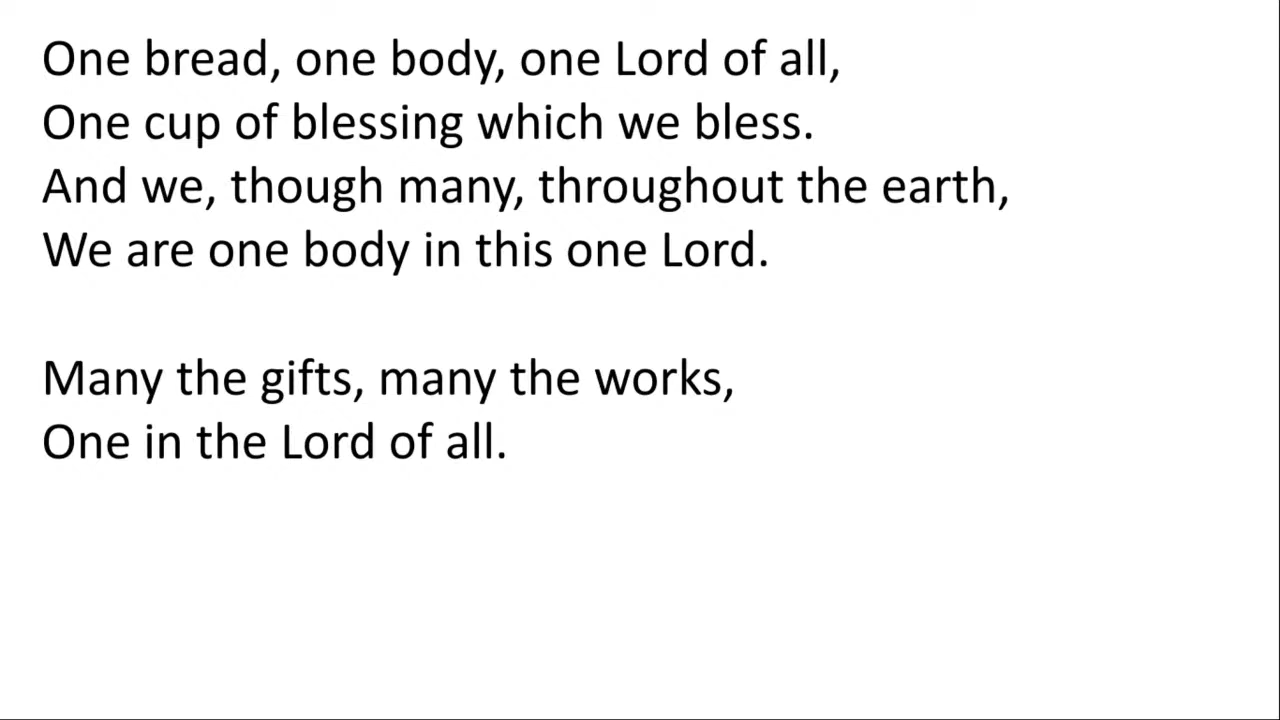 One bread, one body, one Lord of all,
One cup of blessing which we bless.
And we, though many, throughout the earth,
We are one body in this one Lord.
Many the gifts, many the works,
One in the Lord of all.